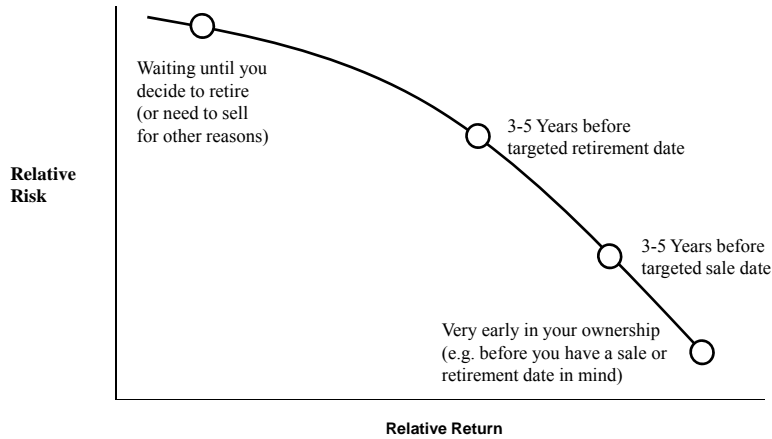 Waiting until you
decide to retire
(or need to sell
for other reasons)
3-5 Years before
targeted retirement date
Relative
Risk
3-5 Years before
targeted sale date
Very early in your ownership
(e.g. before you have a sale or
retirement date in mind)
Relative Return